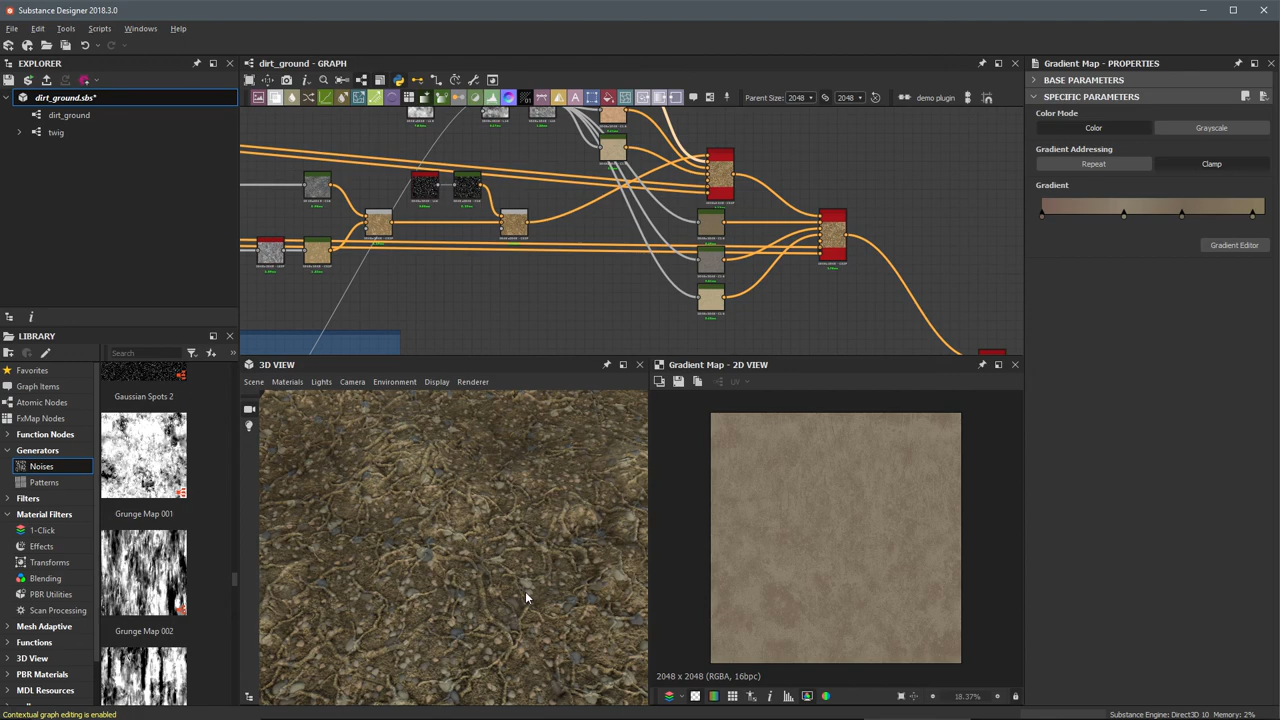 Substance Designer 2018.3.0
File Edit Tools Scripts Windows Help
EXPLORER
dirt_ground.sbs*
dirt_ground
twig
dirt_ground - GRAPH
Parent Size: 2048 2048 demo plugin
Gradient Map - PROPERTIES
BASE PARAMETERS
SPECIFIC PARAMETERS
Color Mode
Color Grayscale
Gradient Addressing
Repeat Clamp
Gradient
Gradient Editor
LIBRARY
Search
Favorites
Graph Items
Atomic Nodes
FxMap Nodes
Function Nodes
Generators
Noises
Patterns
Filters
Material Filters
1-Click
Effects
Transforms
Blending
PBR Utilities
Scan Processing
Mesh Adaptive
Functions
3D View
PBR Materials
MDL Resources
Gaussian Spots 2
Grunge Map 001
Grunge Map 002
3D VIEW
Scene Materials Lights Camera Environment Display Renderer
Gradient Map - 2D VIEW
UV
2048 x 2048 (RGBA, 16bpc)
18.37%
Contextual graph editing is enabled
Substance Engine: Direct3D 10 Memory: 2%